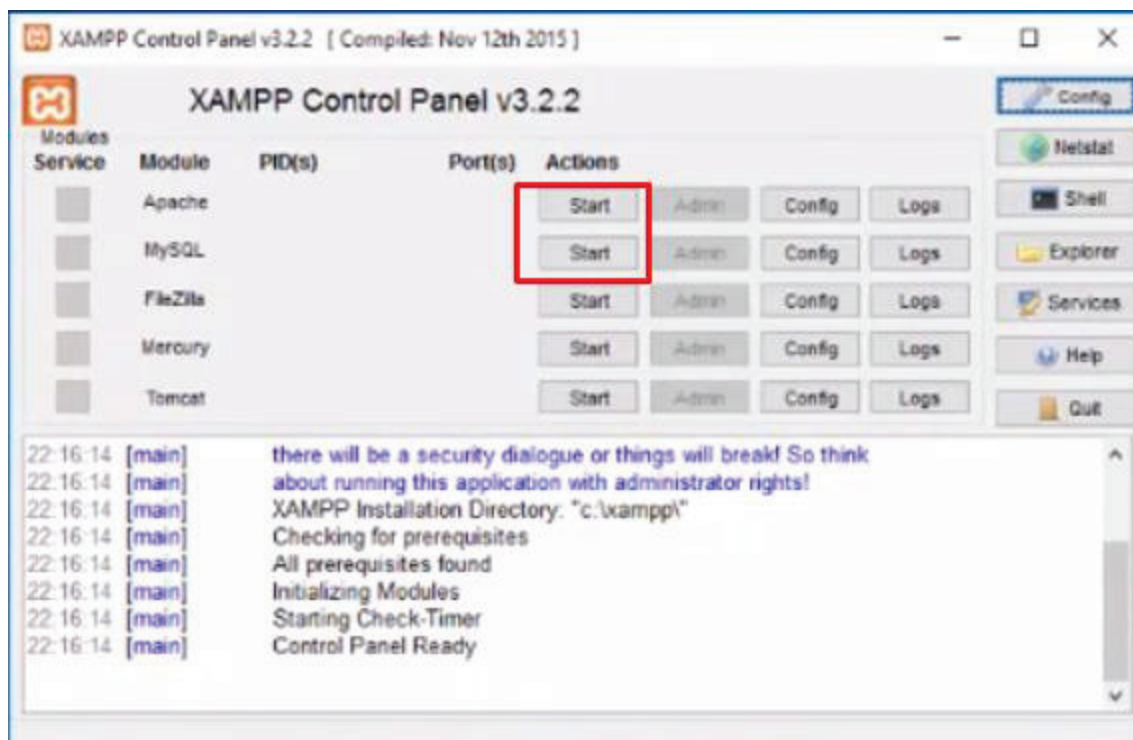 XAMPP Control Panel v3.2.2 [ Compiled: Nov 12th 2015 ]
XAMPP Control Panel v3.2.2
Config
Modules
Service Module PID(s) Port(s) Actions
Netstat
Apache Start Admin Config Logs
Shell
MySQL Start Admin Config Logs
Explorer
FileZilla Start Admin Config Logs
Services
Mercury Start Admin Config Logs
Help
Tomcat Start Admin Config Logs
Quit
22:16:14 [main] there will be a security dialogue or things will break! So think
22:16:14 [main] about running this application with administrator rights!
22:16:14 [main] XAMPP Installation Directory: "c:\xampp\"
22:16:14 [main] Checking for prerequisites
22:16:14 [main] All prerequisites found
22:16:14 [main] Initializing Modules
22:16:14 [main] Starting Check-Timer
22:16:14 [main] Control Panel Ready